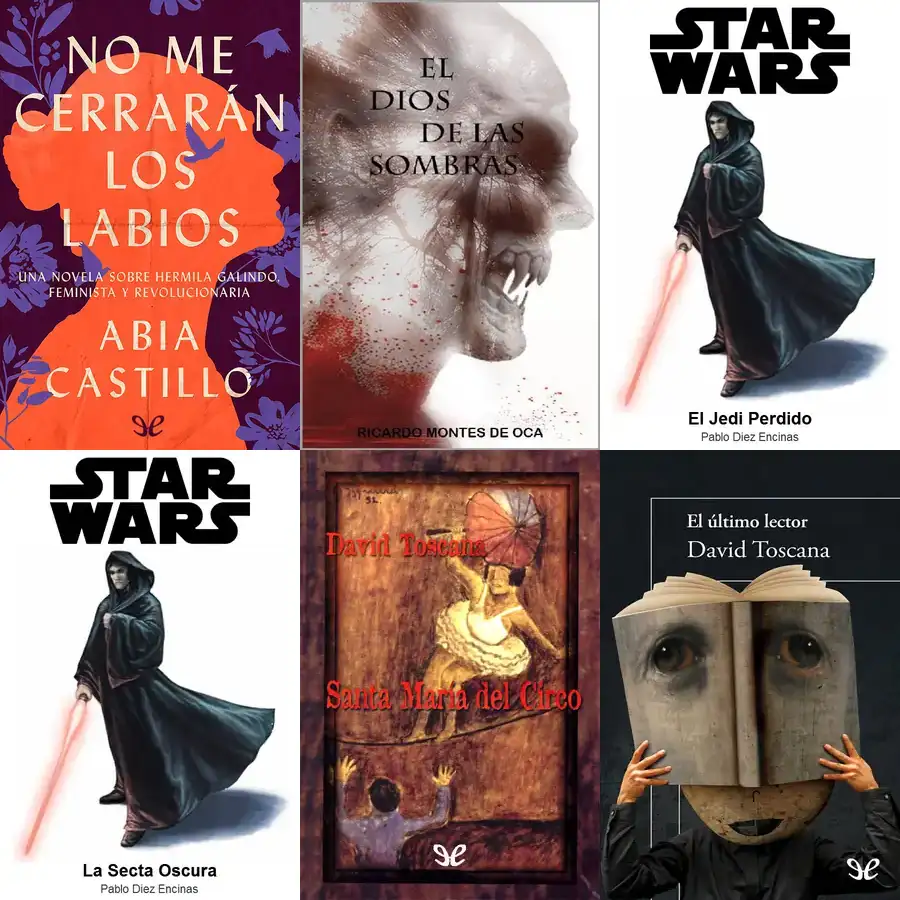 NO ME
CERRARÁN
LOS
LABIOS
UNA NOVELA SOBRE HERMILA GALINDO,
FEMINISTA Y REVOLUCIONARIA
ABIA
CASTILLO
EL
DIOS
DE LAS
SOMBRAS
RICARDO MONTES DE OCA
STAR
WARS
El Jedi Perdido
Pablo Diez Encinas
STAR
WARS
La Secta Oscura
Pablo Diez Encinas
David Toscana
Santa María del Circo
El último lector
David Toscana